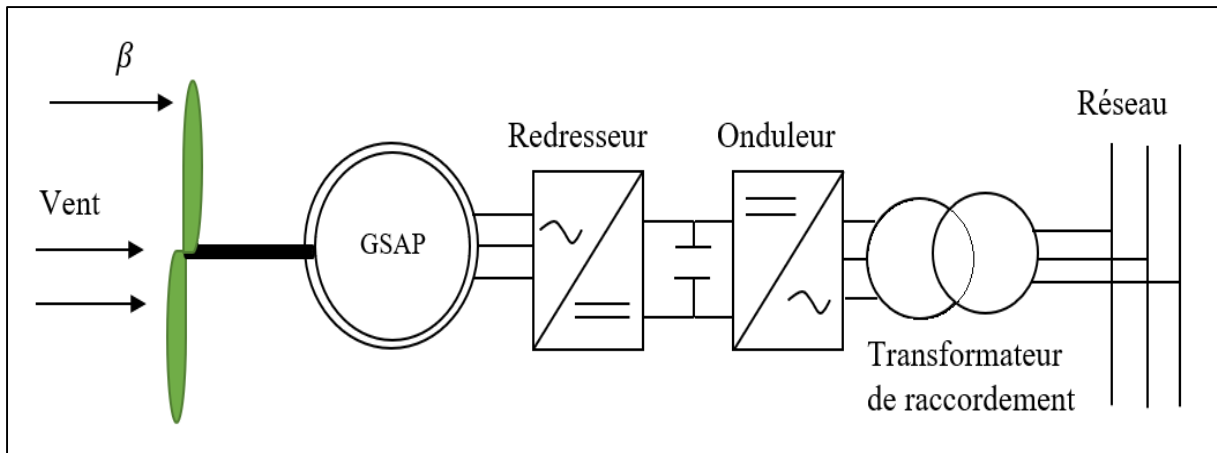 β
Vent
GSAP
Redresseur
Onduleur
Réseau
Transformateur
de raccordement